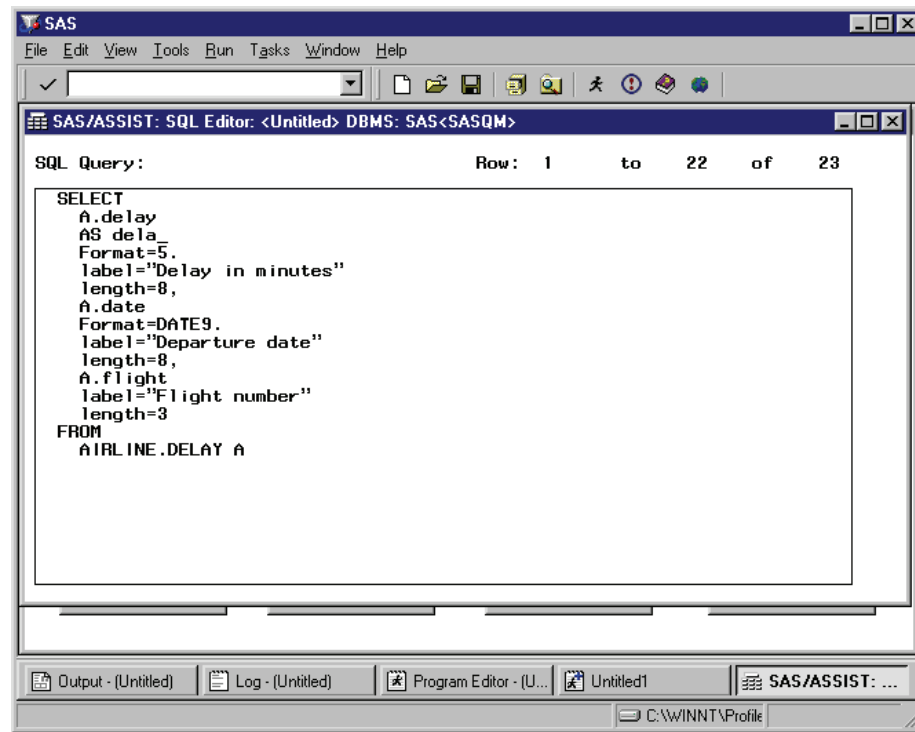 SAS
File Edit View Tools Run Tasks Window Help
SAS/ASSIST: SQL Editor: <Untitled> DBMS: SAS<SASQM>
SQL Query: Row: 1 to 22 of 23
SELECT
A.delay
AS dela_
Format=5.
label="Delay in minutes"
length=8,
A.date
Format=DATE9.
label="Departure date"
length=8,
A.flight
label="Flight number"
length=3
FROM
AIRLINE.DELAY A
Output - (Untitled) Log - (Untitled) Program Editor - (U... Untitled1 SAS/ASSIST: ...
C:\WINNT\Profile